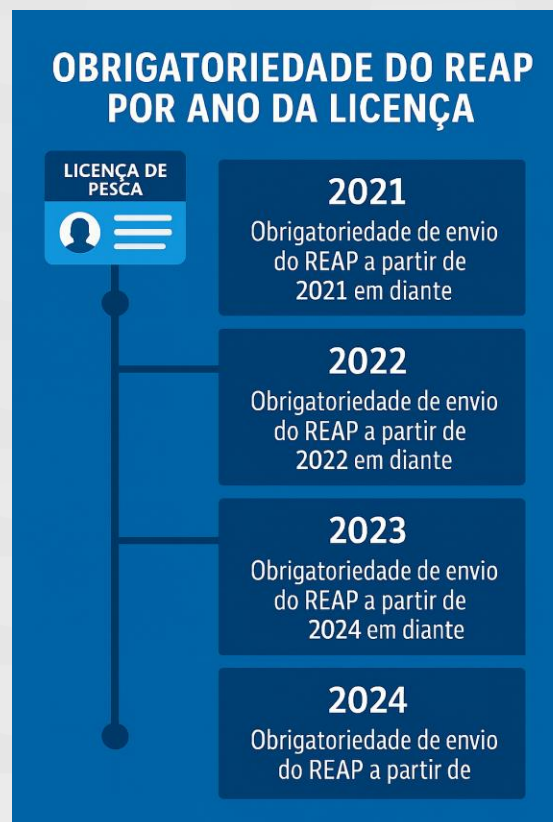 OBRIGATORIEDADE DO REAP
POR ANO DA LICENÇA
LICENÇA DE
PESCA
2021
Obrigatoriedade de envio
do REAP a partir de
2021 em diante
2022
Obrigatoriedade de envio
do REAP a partir de
2022 em diante
2023
Obrigatoriedade de envio
do REAP a partir de
2024 em diante
2024
Obrigatoriedade de envio
do REAP a partir de